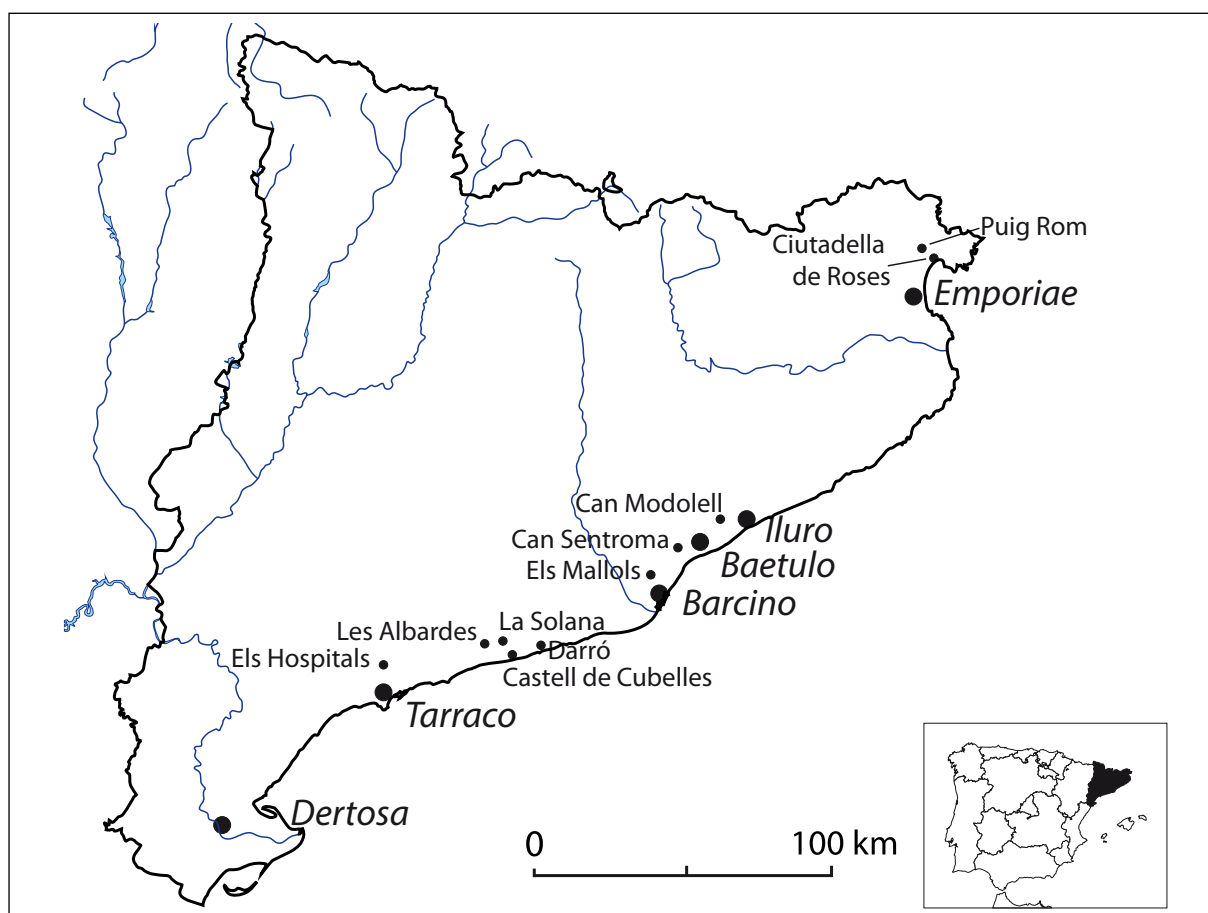 Puig Rom
Ciutadella
de Roses
Emporiae
Can Modolell
Iluro
Can Sentroma
Baetulo
Els Mallols
Barcino
La Solana
Les Albardes
Darró
Els Hospitals
Castell de Cubelles
Tarraco
Dertosa
0
100 km